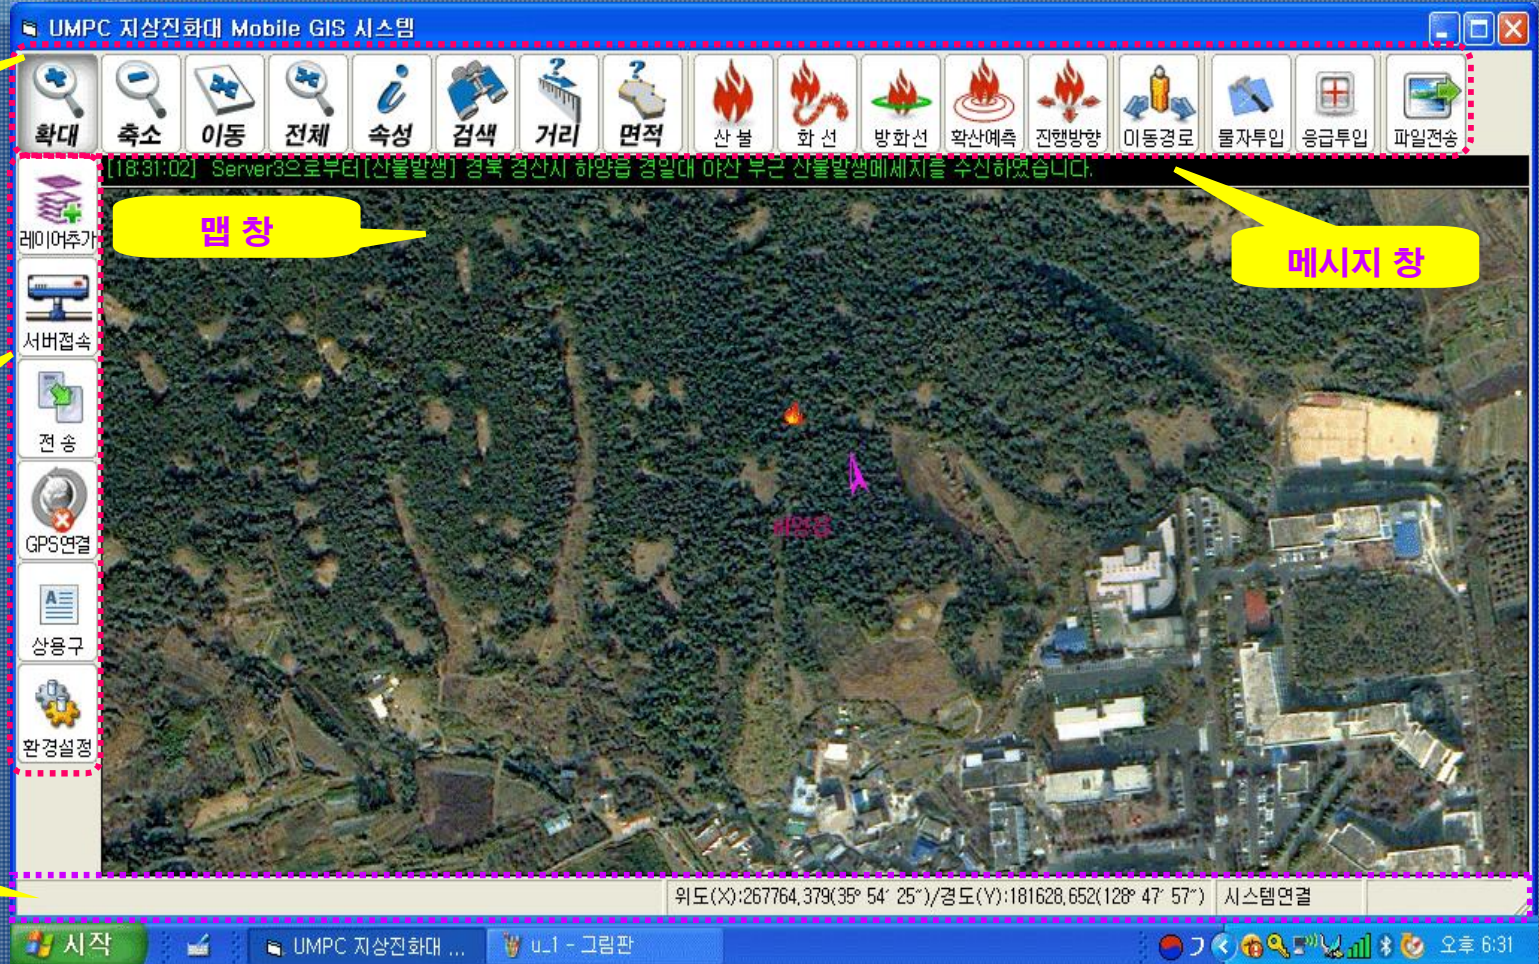 UMPC 지상진화대 Mobile GIS 시스템
확대 축소 이동 전체 속성 검색 거리 면적 산 불 화 선 방화선 확산예측 진행방향 이동경로 물자투입 응급투입 파일전송
[18:31:02] Server3으로부터[산불발생] 경북 경산시 하양읍 경일대 야산 부근 산불발생메세지를 수신하였습니다.
레이어추가
맵 창
메시지 창
서버접속
전 송
GPS연결
상용구
환경설정
위도(X):267764,379(35° 54′ 25″)/경도(Y):181628,652(128° 47′ 57″) 시스템연결
시작 UMPC 지상진화대 ... u_1 - 그림판 오후 6:31